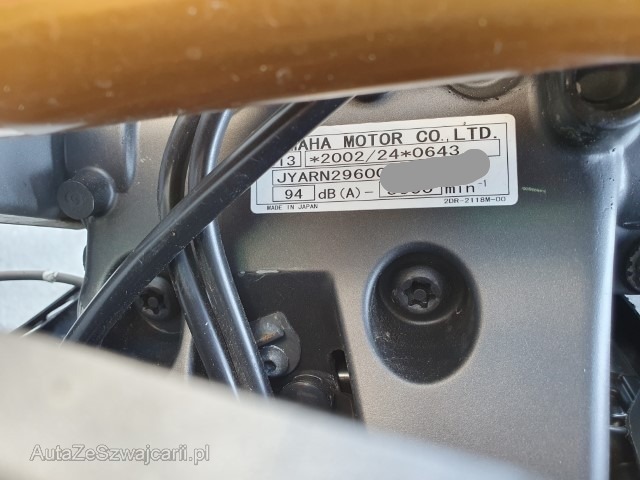 MAHA MOTOR CO.,LTD.
13 *2002/24*0643
JYARN2960
94 dB(A)- min-1
MADE IN JAPAN 2DR-2118M-00
AutaZeSzwajcarii.pl